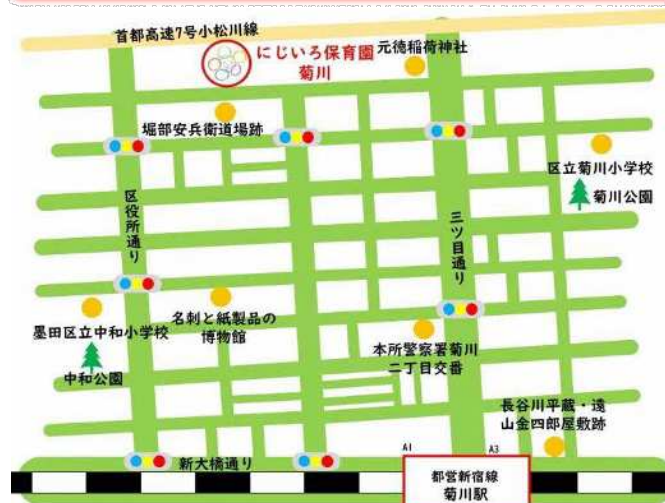 首都高速7号小松川線
にじいろ保育園
菊川
元徳稲荷神社
堀部安兵衛道場跡
区立菊川小学校
菊川公園
区役所通り
三ツ目通り
名刺と紙製品の
博物館
墨田区立中和小学校
中和公園
本所警察署菊川
二丁目交番
長谷川平蔵・遠
山金四郎屋敷跡
新大橋通り
A1
A3
都営新宿線
菊川駅